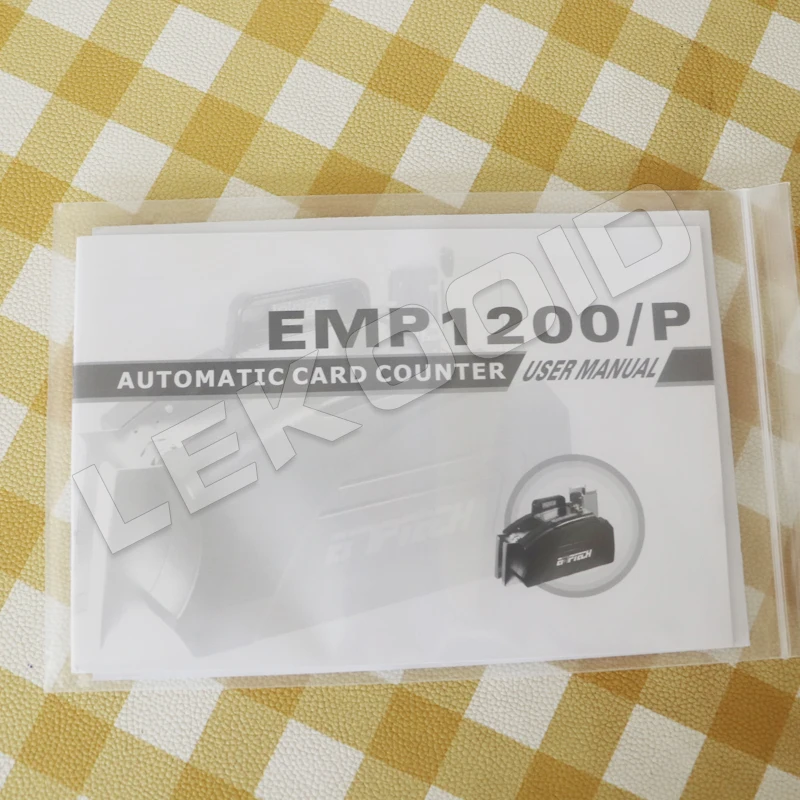 EMP1200/P
AUTOMATIC CARD COUNTER USER MANUAL
LEKOOID